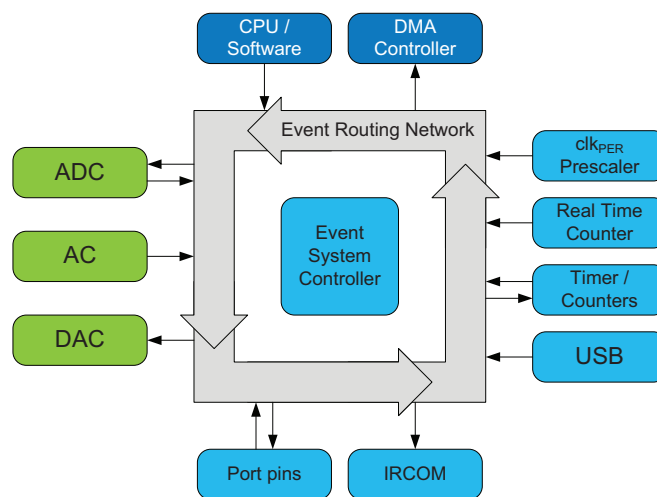 CPU /
Software
DMA
Controller
Event Routing Network
clkPER
Prescaler
ADC
Real Time
Counter
Event
System
Controller
AC
Timer /
Counters
DAC
USB
Port pins
IRCOM